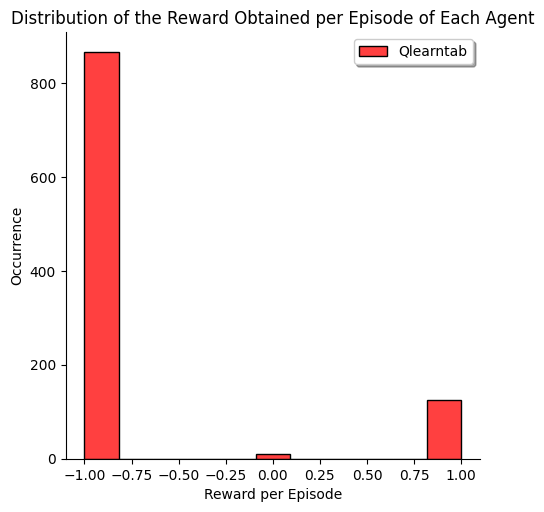 Distribution of the Reward Obtained per Episode of Each Agent
Qlearntab
Occurrence
800
600
400
200
0
−1.00 −0.75 −0.50 −0.25 0.00 0.25 0.50 0.75 1.00
Reward per Episode